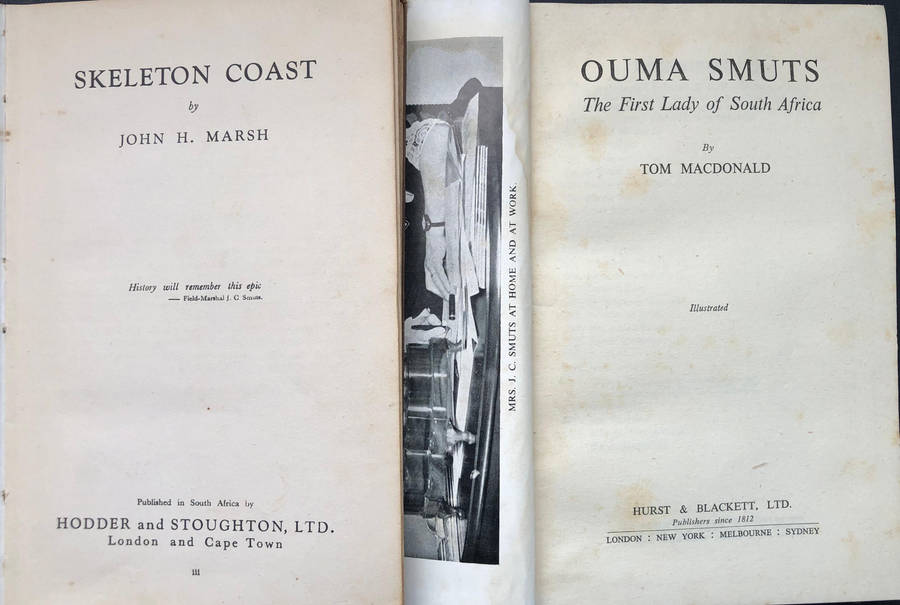 SKELETON COAST
by
JOHN H. MARSH
History will remember this epic
— Field-Marshal J. C. Smuts.
Published in South Africa by
HODDER and STOUGHTON, LTD.
London and Cape Town
iii
MRS. J. C. SMUTS AT HOME AND AT WORK.
OUMA SMUTS
The First Lady of South Africa
By
TOM MACDONALD
Illustrated
HURST & BLACKETT, LTD.
Publishers since 1812
LONDON : NEW YORK : MELBOURNE : SYDNEY